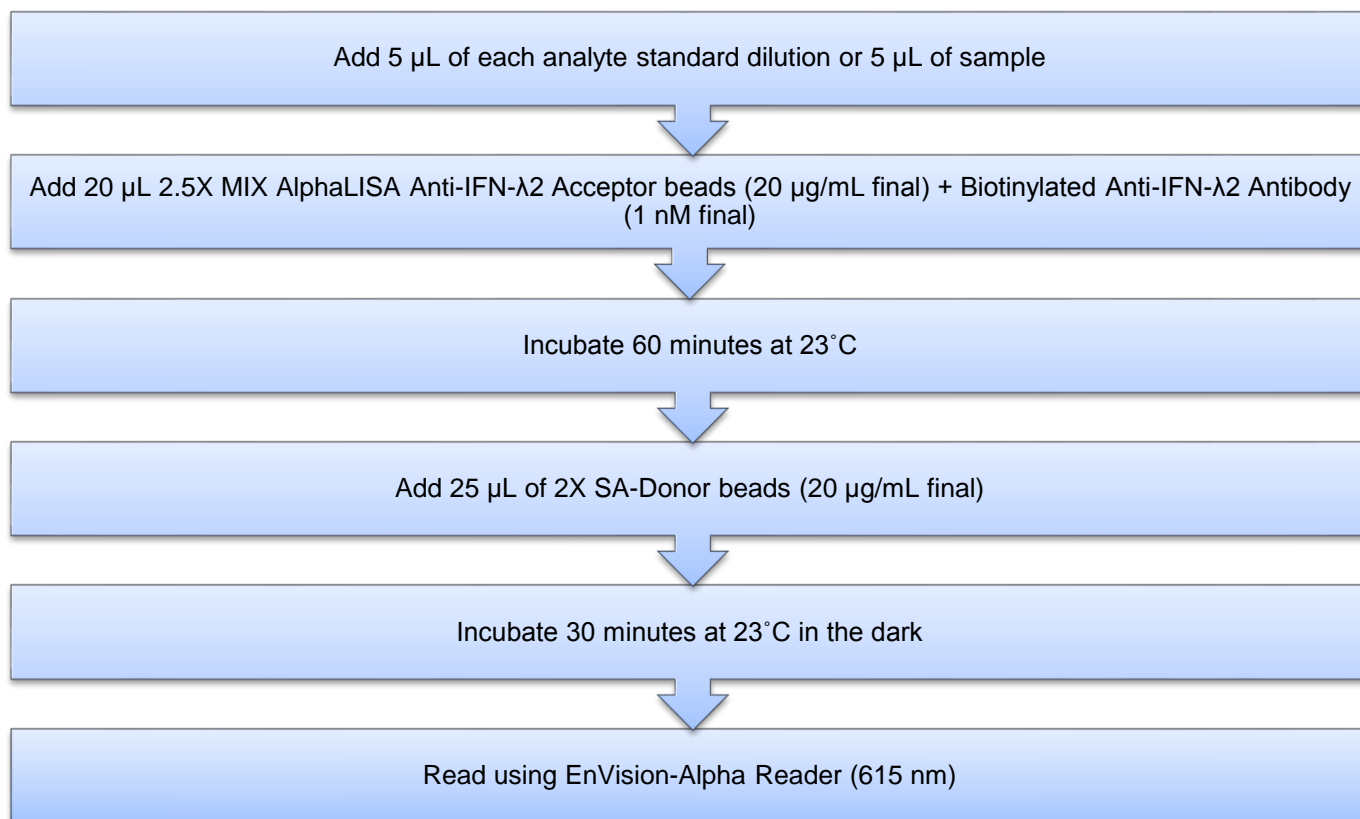 Add 5 µL of each analyte standard dilution or 5 µL of sample
Add 20 µL 2.5X MIX AlphaLISA Anti-IFN-λ2 Acceptor beads (20 µg/mL final) + Biotinylated Anti-IFN-λ2 Antibody
(1 nM final)
Incubate 60 minutes at 23˚C
Add 25 µL of 2X SA-Donor beads (20 µg/mL final)
Incubate 30 minutes at 23˚C in the dark
Read using EnVision-Alpha Reader (615 nm)